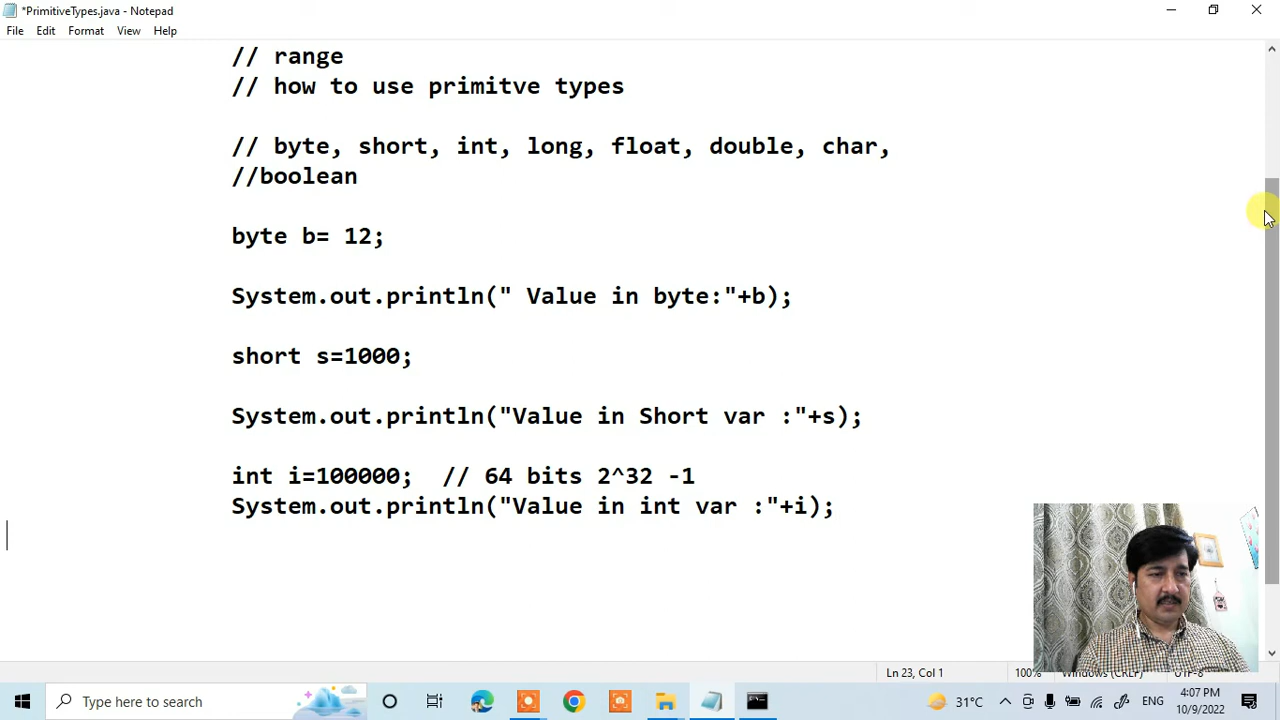 *PrimitiveTypes.java - Notepad
File Edit Format View Help
// range
// how to use primitve types
// byte, short, int, long, float, double, char,
//boolean
byte b= 12;
System.out.println(" Value in byte:"+b);
short s=1000;
System.out.println("Value in Short var :"+s);
int i=100000; // 64 bits 2^32 -1
System.out.println("Value in int var :"+i);
Ln 23, Col 1 100% Windows (CRLF) UTF-8
Type here to search 31°C ENG 4:07 PM
10/9/2022